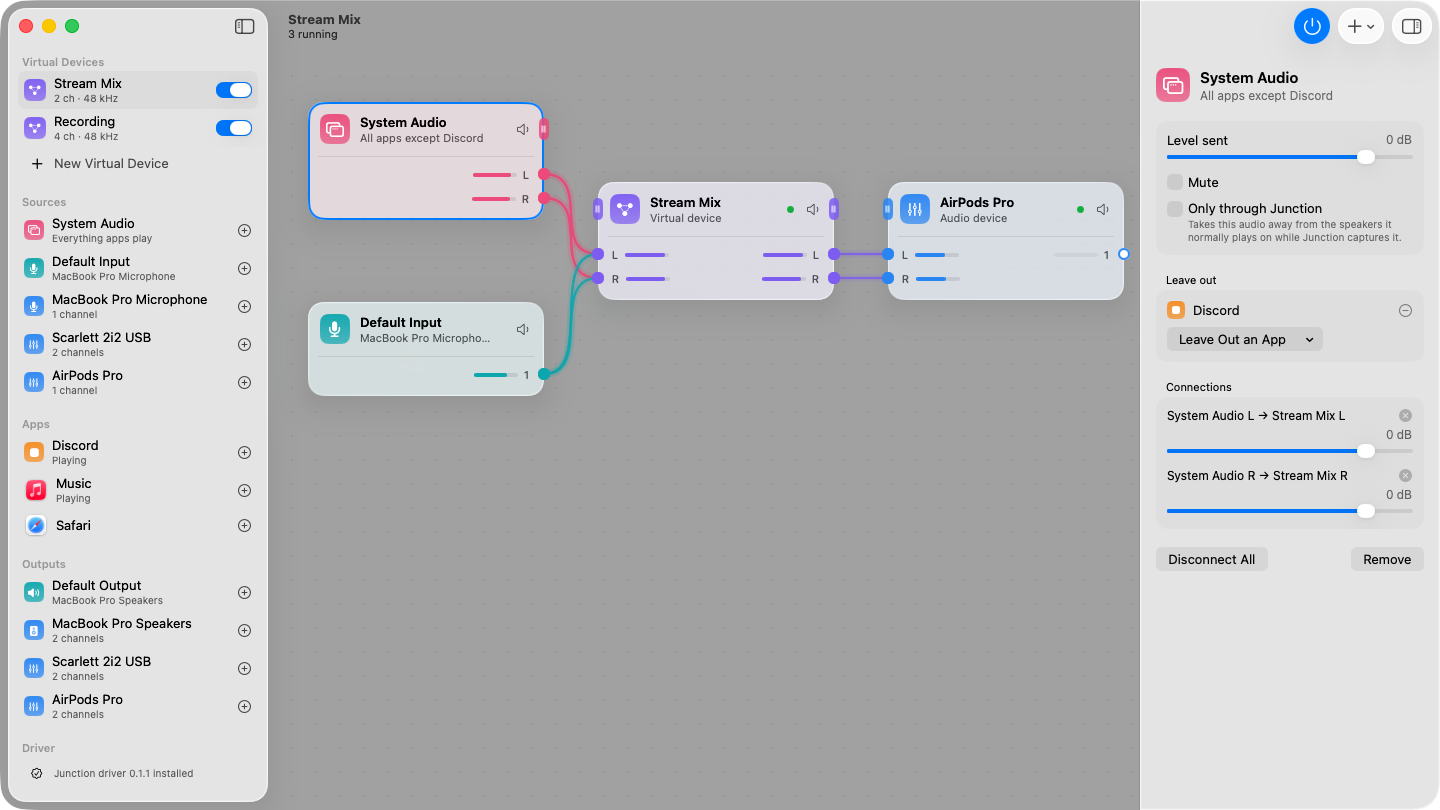 Stream Mix
3 running
Virtual Devices
Stream Mix
2 ch · 48 kHz
Recording
4 ch · 48 kHz
New Virtual Device
Sources
System Audio
Everything apps play
Default Input
MacBook Pro Microphone
MacBook Pro Microphone
1 channel
Scarlett 2i2 USB
2 channels
AirPods Pro
1 channel
Apps
Discord
Playing
Music
Playing
Safari
Outputs
Default Output
MacBook Pro Speakers
MacBook Pro Speakers
2 channels
Scarlett 2i2 USB
2 channels
AirPods Pro
2 channels
Driver
Junction driver 0.1.1 installed
System Audio
All apps except Discord
L
R
Default Input
MacBook Pro Micropho...
1
Stream Mix
Virtual device
L L
R R
AirPods Pro
Audio device
L 1
R
System Audio
All apps except Discord
Level sent 0 dB
Mute
Only through Junction
Takes this audio away from the speakers it
normally plays on while Junction captures it.
Leave out
Discord
Leave Out an App
Connections
System Audio L → Stream Mix L
0 dB
System Audio R → Stream Mix R
0 dB
Disconnect All Remove